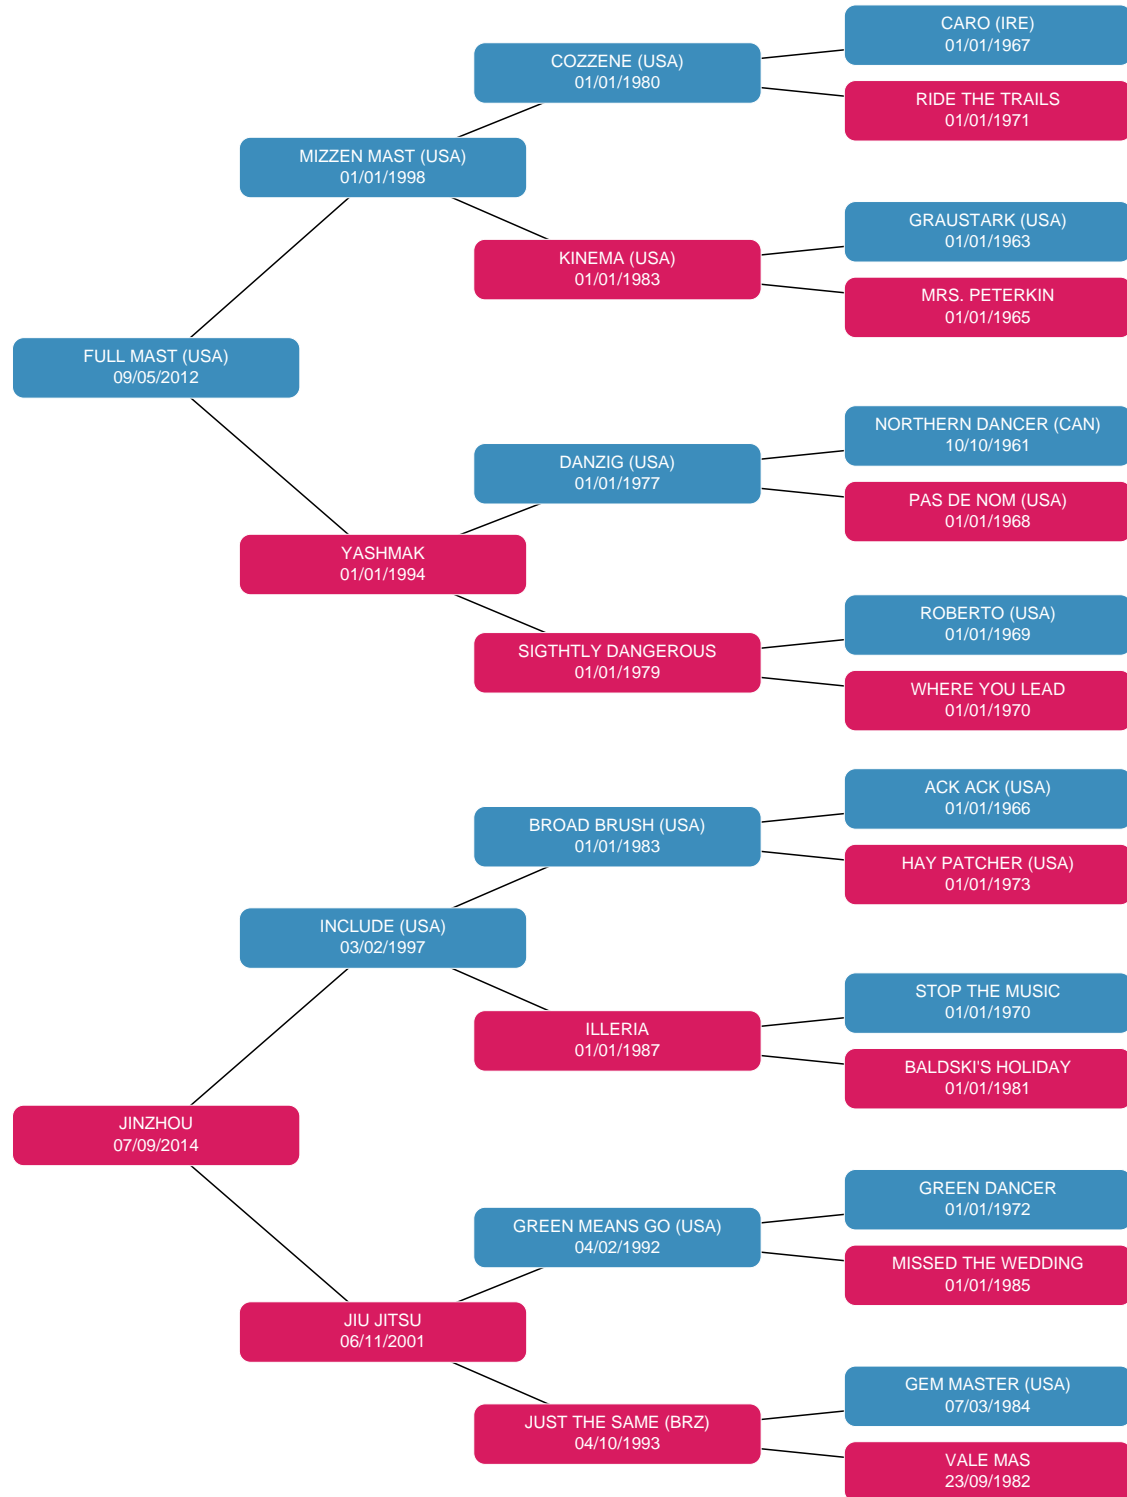 CARO (IRE)
01/01/1967
COZZENE (USA)
01/01/1980
RIDE THE TRAILS
01/01/1971
MIZZEN MAST (USA)
01/01/1998
GRAUSTARK (USA)
01/01/1963
KINEMA (USA)
01/01/1983
MRS. PETERKIN
01/01/1965
FULL MAST (USA)
09/05/2012
NORTHERN DANCER (CAN)
10/10/1961
DANZIG (USA)
01/01/1977
PAS DE NOM (USA)
01/01/1968
YASHMAK
01/01/1994
ROBERTO (USA)
01/01/1969
SIGTHTLY DANGEROUS
01/01/1979
WHERE YOU LEAD
01/01/1970
ACK ACK (USA)
01/01/1966
BROAD BRUSH (USA)
01/01/1983
HAY PATCHER (USA)
01/01/1973
INCLUDE (USA)
03/02/1997
STOP THE MUSIC
01/01/1970
ILLERIA
01/01/1987
BALDSKI'S HOLIDAY
01/01/1981
JINZHOU
07/09/2014
GREEN DANCER
01/01/1972
GREEN MEANS GO (USA)
04/02/1992
MISSED THE WEDDING
01/01/1985
JIU JITSU
06/11/2001
GEM MASTER (USA)
07/03/1984
JUST THE SAME (BRZ)
04/10/1993
VALE MAS
23/09/1982